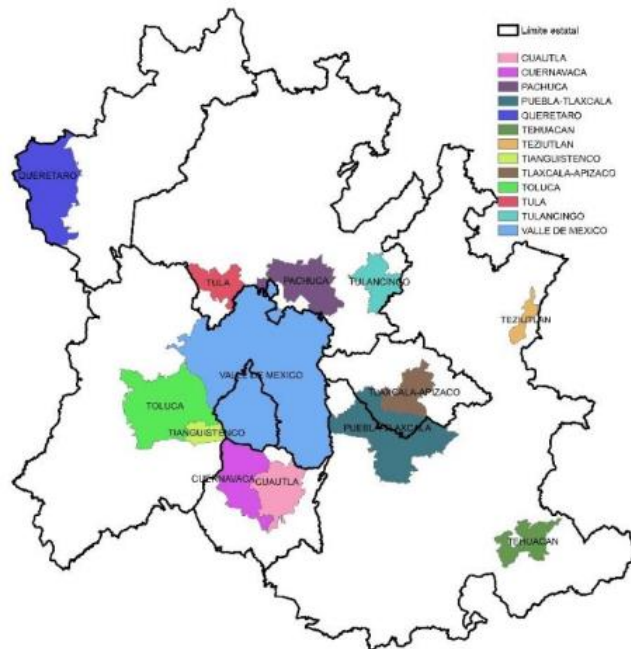 Límite estatal
CUAUTLA
CUERNAVACA
PACHUCA
PUEBLA-TLAXCALA
QUERETARO
TEHUACAN
TEZIUTLAN
TIANGUISTENCO
TLAXCALA-APIZACO
TOLUCA
TULA
TULANCINGO
VALLE DE MEXICO
QUERETARO
TULA
PACHUCA
TULANCINGO
TEZIUTLAN
VALLE DE MEXICO
TLAXCALA-APIZACO
TOLUCA
PUEBLA-TLAXCALA
TIANGUISTENCO
CUERNAVACA
CUAUTLA
TEHUACAN